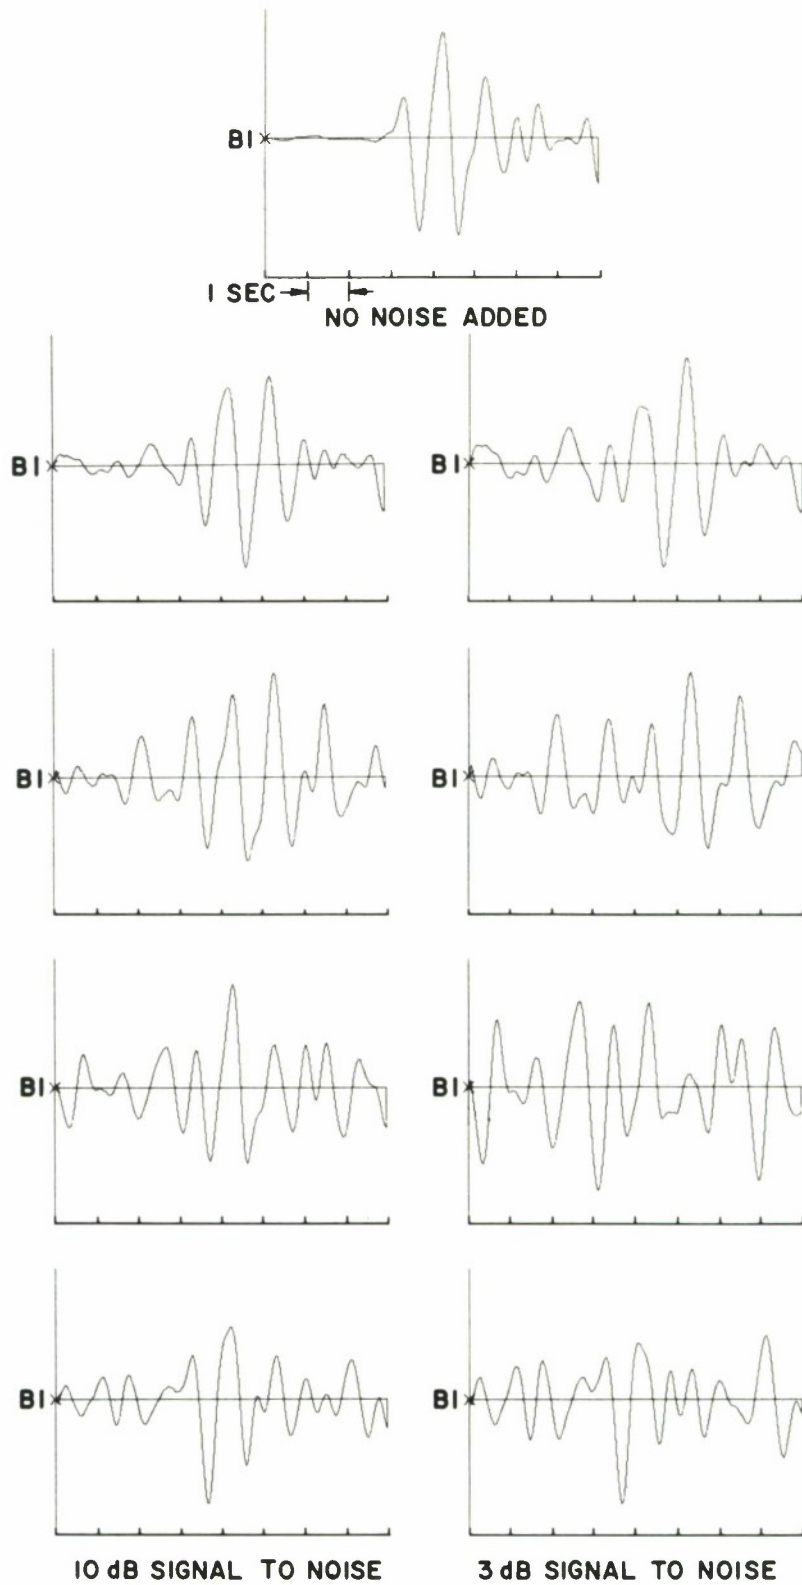 BI
1 SEC
NO NOISE ADDED
BI
BI
BI
BI
BI
BI
BI
BI
10 dB SIGNAL TO NOISE
3 dB SIGNAL TO NOISE